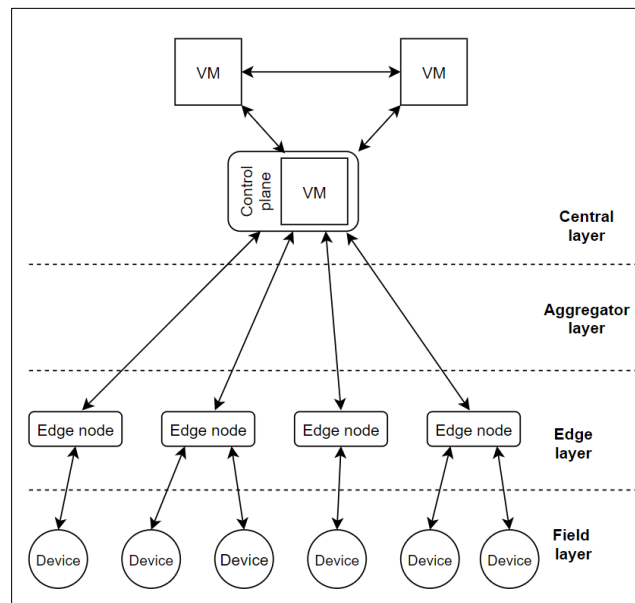 VM
VM
Control
plane
VM
Central
layer
Aggregator
layer
Edge node
Edge node
Edge node
Edge node
Edge
layer
Device
Device
Device
Device
Device
Device
Field
layer